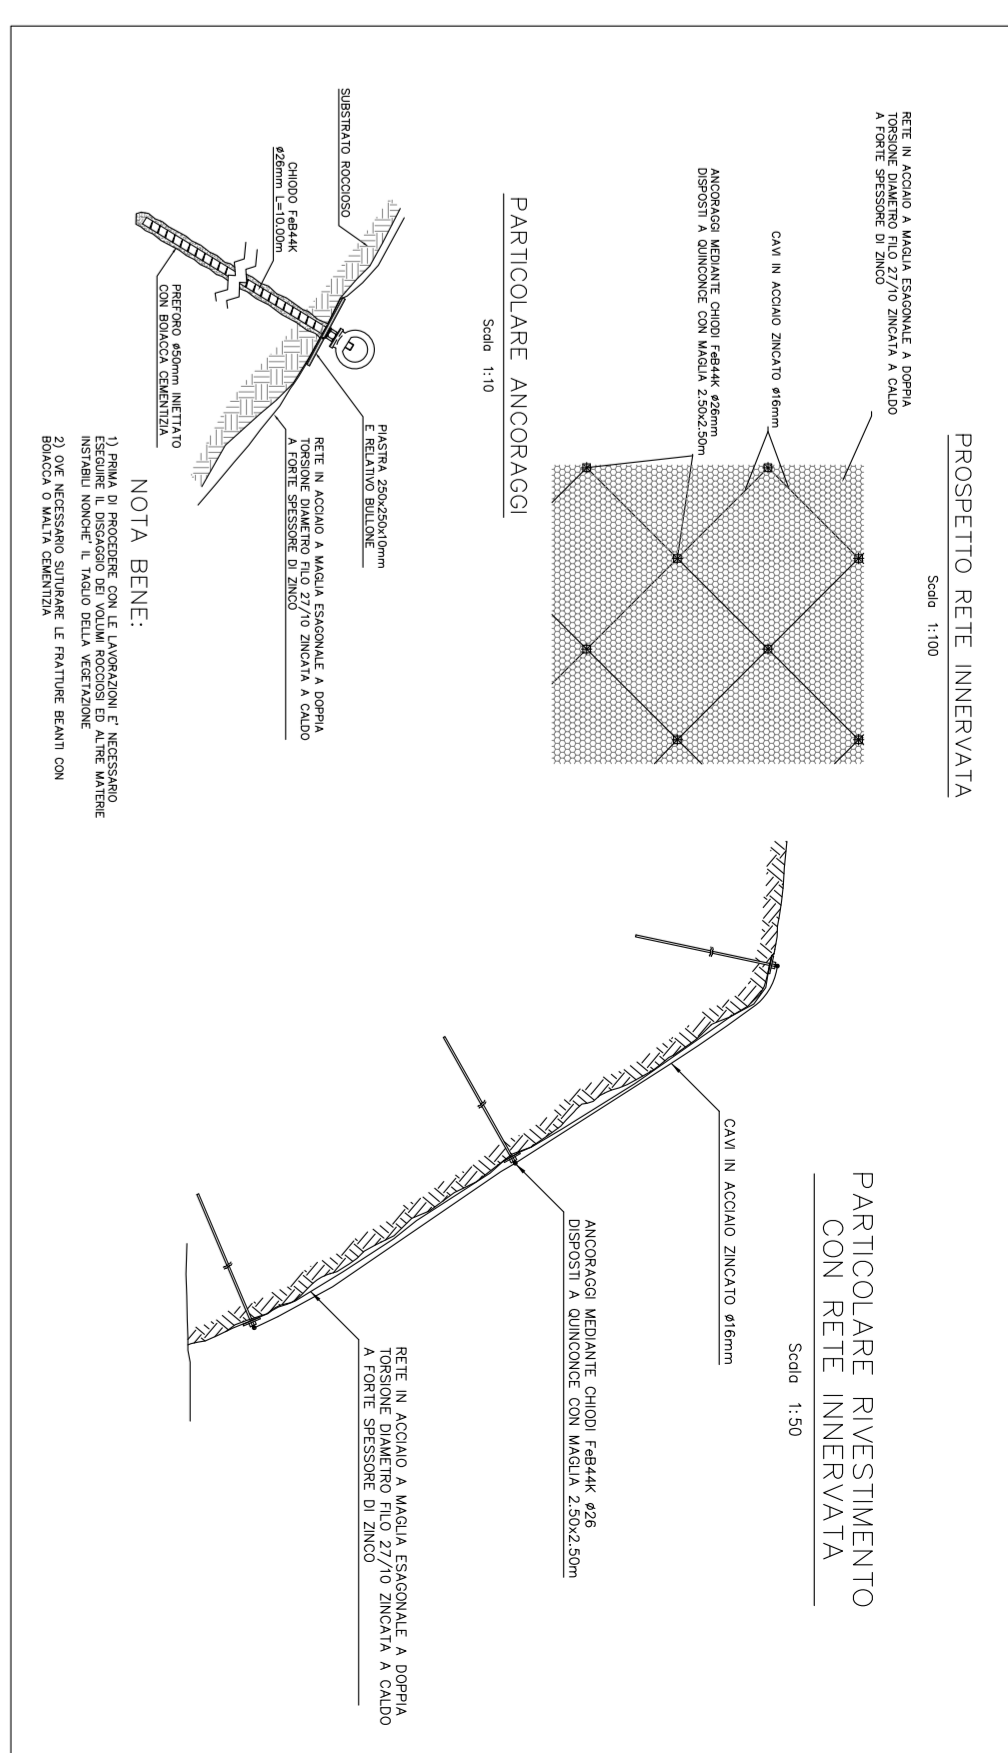 PROSPETTO RETE INNERVATA
Scala 1:100
RETE IN ACCIAIO A MAGLIA ESAGONALE A DOPPIA
TORSIONE DIAMETRO FILO 27/10 ZINCATA A CALDO
A FORTE SPESSORE DI ZINCO
CAVI IN ACCIAIO ZINCATO ø16mm
ANCORAGGI MEDIANTE CHIODI FeB44K ø26mm
DISPOSTI A QUINCONCE CON MAGLIA 2.50x2.50m
PARTICOLARE ANCORAGGI
Scala 1:10
SUBSTRATO ROCCIOSO
CHIODO FeB44K
ø26mm L=10.00m
PREFORO ø50mm INIETTATO
CON BOIACCA CEMENTIZIA
PIASTRA 250x250x10mm
E RELATIVO BULLONE
RETE IN ACCIAIO A MAGLIA ESAGONALE A DOPPIA
TORSIONE DIAMETRO FILO 27/10 ZINCATA A CALDO
A FORTE SPESSORE DI ZINCO
NOTA BENE:
1) PRIMA DI PROCEDERE CON LE LAVORAZIONI E' NECESSARIO
ESEGUIRE IL DISGAGGIO DEI VOLUMI ROCCIOSI ED ALTRE MATERIE
INSTABILI NONCHE' IL TAGLIO DELLA VEGETAZIONE
2) OVE NECESSARIO SUTURARE LE FRATTURE BEANTI CON
BOIACCA O MALTA CEMENTIZIA
PARTICOLARE RIVESTIMENTO
CON RETE INNERVATA
Scala 1:50
CAVI IN ACCIAIO ZINCATO ø16mm
ANCORAGGI MEDIANTE CHIODI FeB44K ø26
DISPOSTI A QUINCONCE CON MAGLIA 2.50x2.50m
RETE IN ACCIAIO A MAGLIA ESAGONALE A DOPPIA
TORSIONE DIAMETRO FILO 27/10 ZINCATA A CALDO
A FORTE SPESSORE DI ZINCO